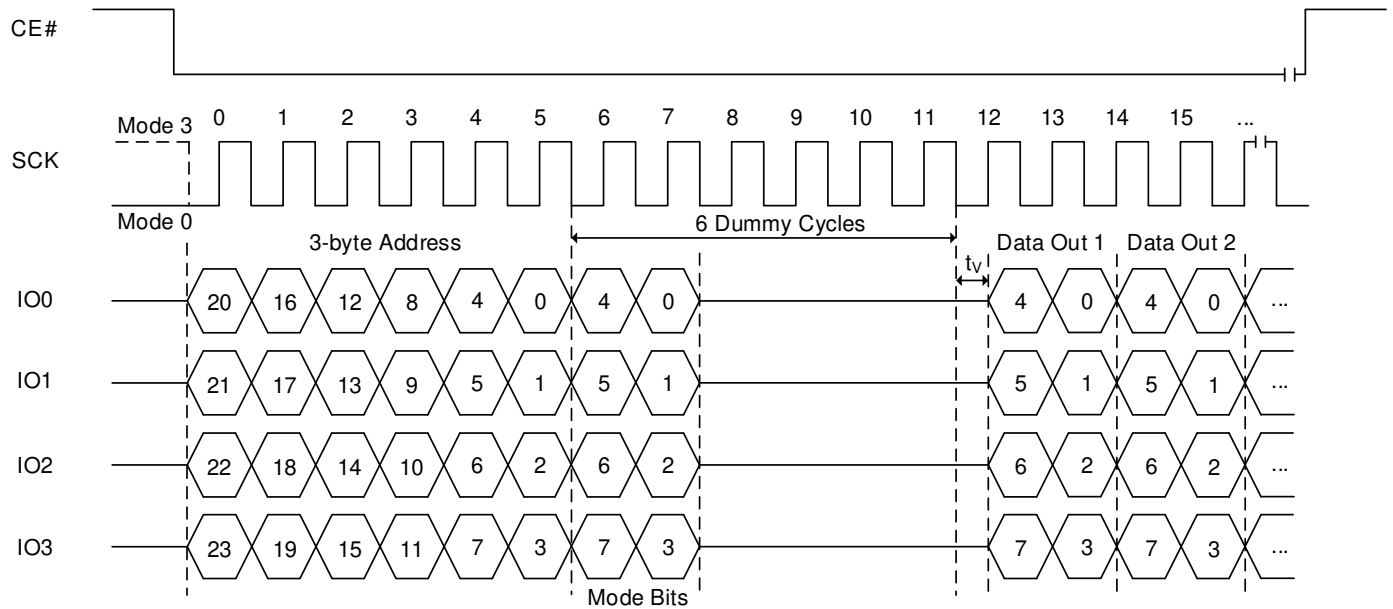 CE#
Mode 3 0 1 2 3 4 5 6 7 8 9 10 11 12 13 14 15 ...
SCK
Mode 0
6 Dummy Cycles
3-byte Address Data Out 1 Data Out 2
tV
IO0 20 16 12 8 4 0 4 0 4 0 4 0 ...
IO1 21 17 13 9 5 1 5 1 5 1 5 1 ...
IO2 22 18 14 10 6 2 6 2 6 2 6 2 ...
IO3 23 19 15 11 7 3 7 3 7 3 7 3 ...
Mode Bits